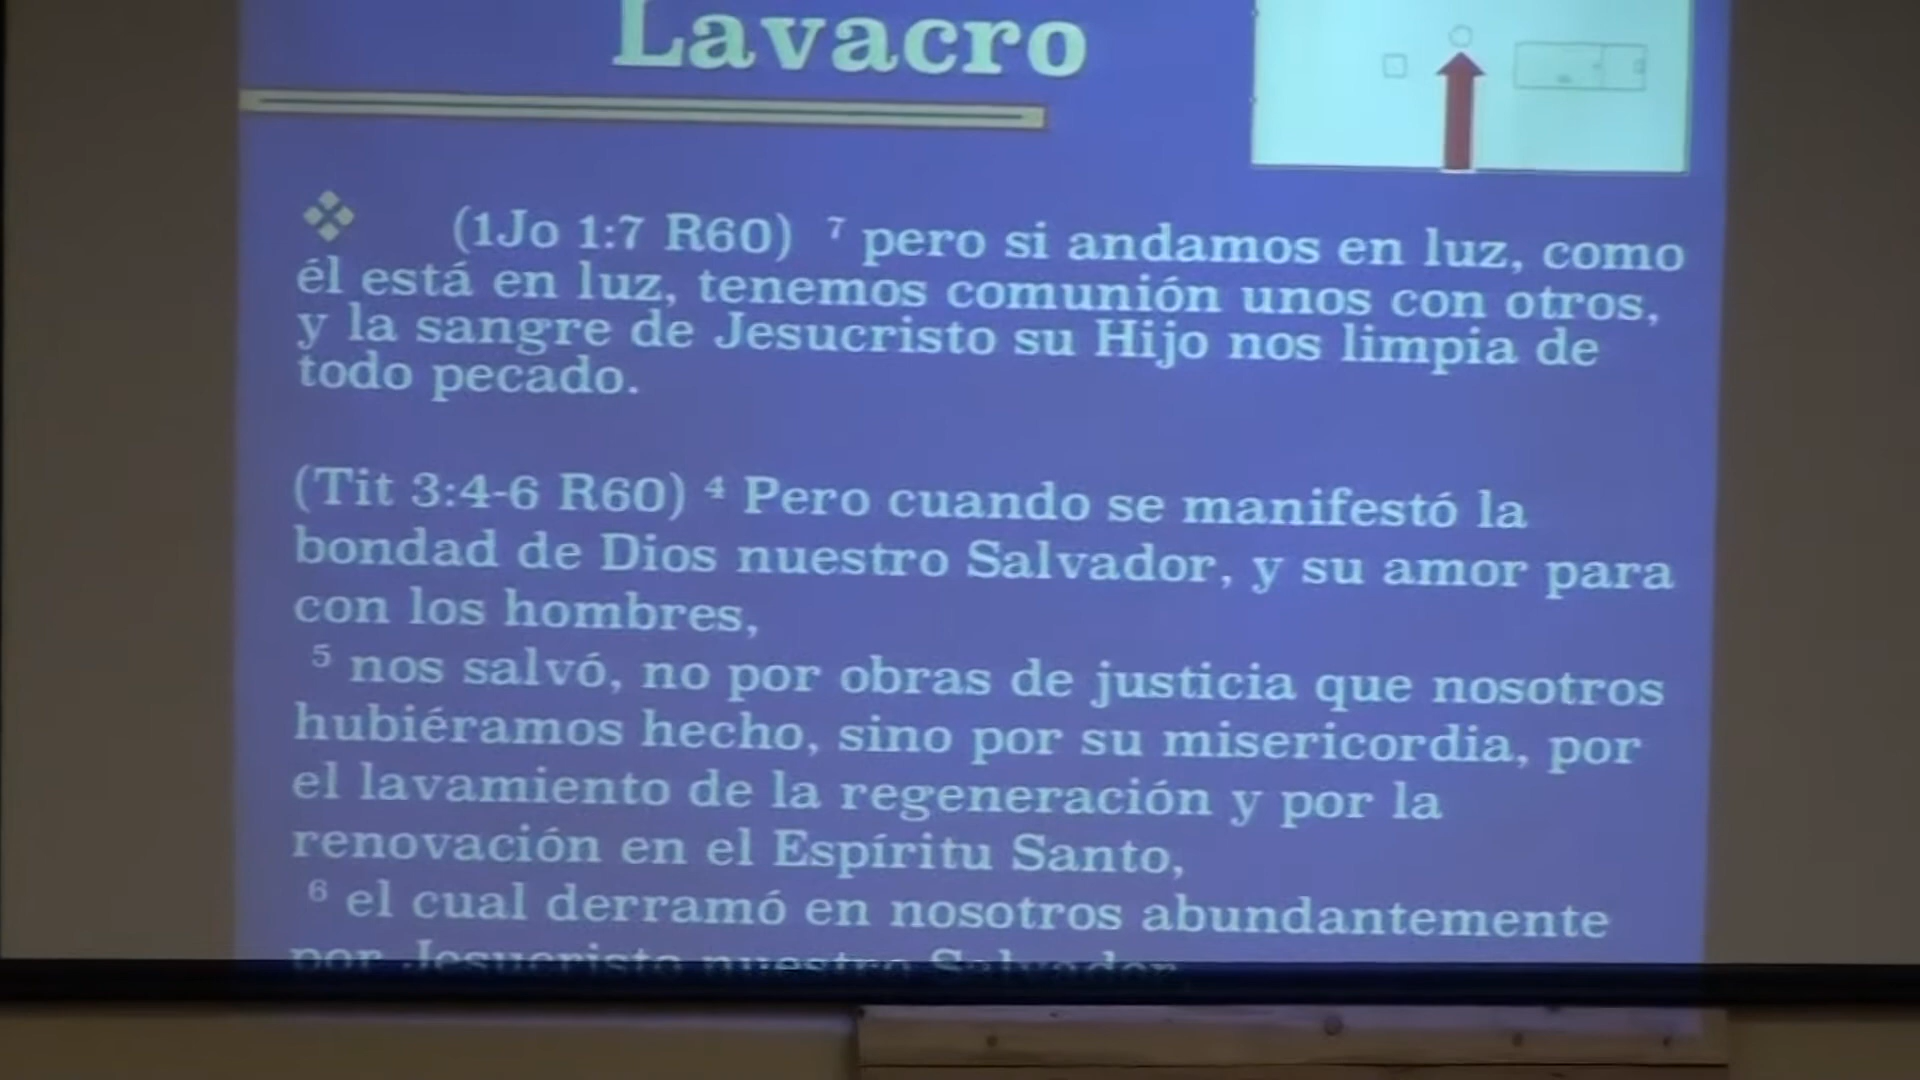 Lavacro
(1Jo 1:7 R60) ⁷ pero si andamos en luz, como
él está en luz, tenemos comunión unos con otros,
y la sangre de Jesucristo su Hijo nos limpia de
todo pecado.
(Tit 3:4-6 R60) ⁴ Pero cuando se manifestó la
bondad de Dios nuestro Salvador, y su amor para
con los hombres,
⁵ nos salvó, no por obras de justicia que nosotros
hubiéramos hecho, sino por su misericordia, por
el lavamiento de la regeneración y por la
renovación en el Espíritu Santo,
⁶ el cual derramó en nosotros abundantemente
por Jesucristo nuestro Salvador